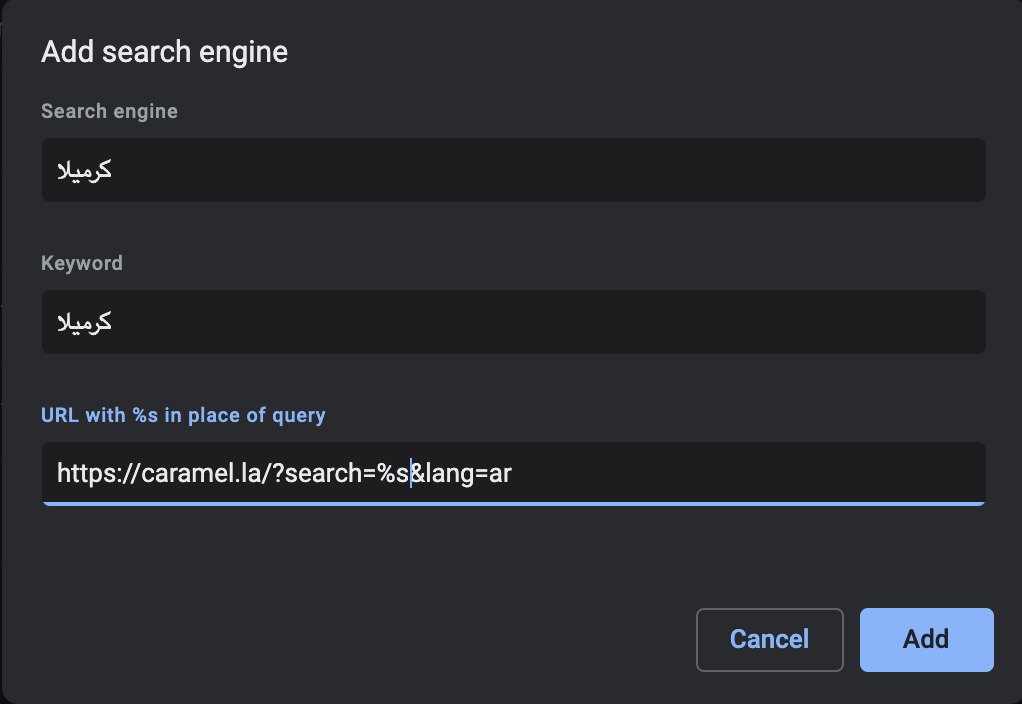 Add search engine
Search engine
كرميلا
Keyword
كرميلا
URL with %s in place of query
https://caramel.la/?search=%s&lang=ar
Cancel
Add